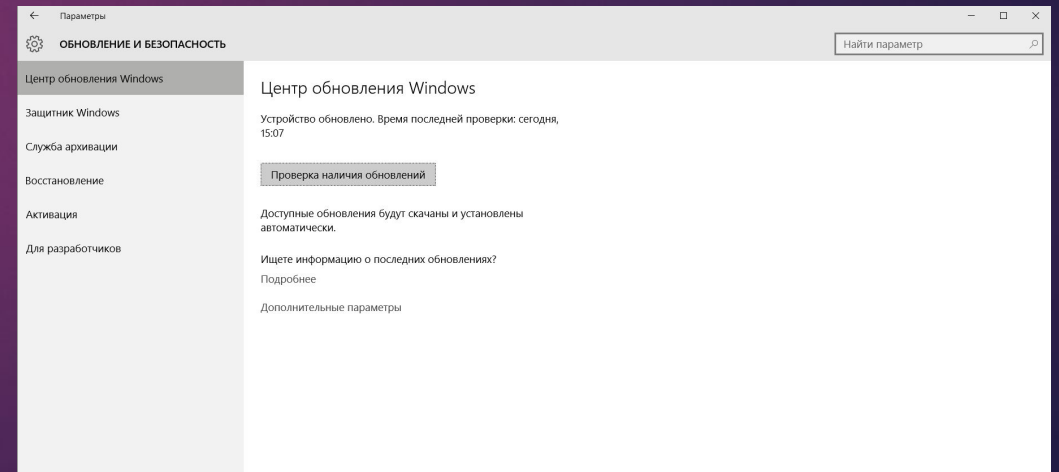 Параметры
ОБНОВЛЕНИЕ И БЕЗОПАСНОСТЬ
Найти параметр
Центр обновления Windows
Защитник Windows
Служба архивации
Восстановление
Активация
Для разработчиков
Центр обновления Windows
Устройство обновлено. Время последней проверки: сегодня,
15:07
Проверка наличия обновлений
Доступные обновления будут скачаны и установлены
автоматически.
Ищете информацию о последних обновлениях?
Подробнее
Дополнительные параметры